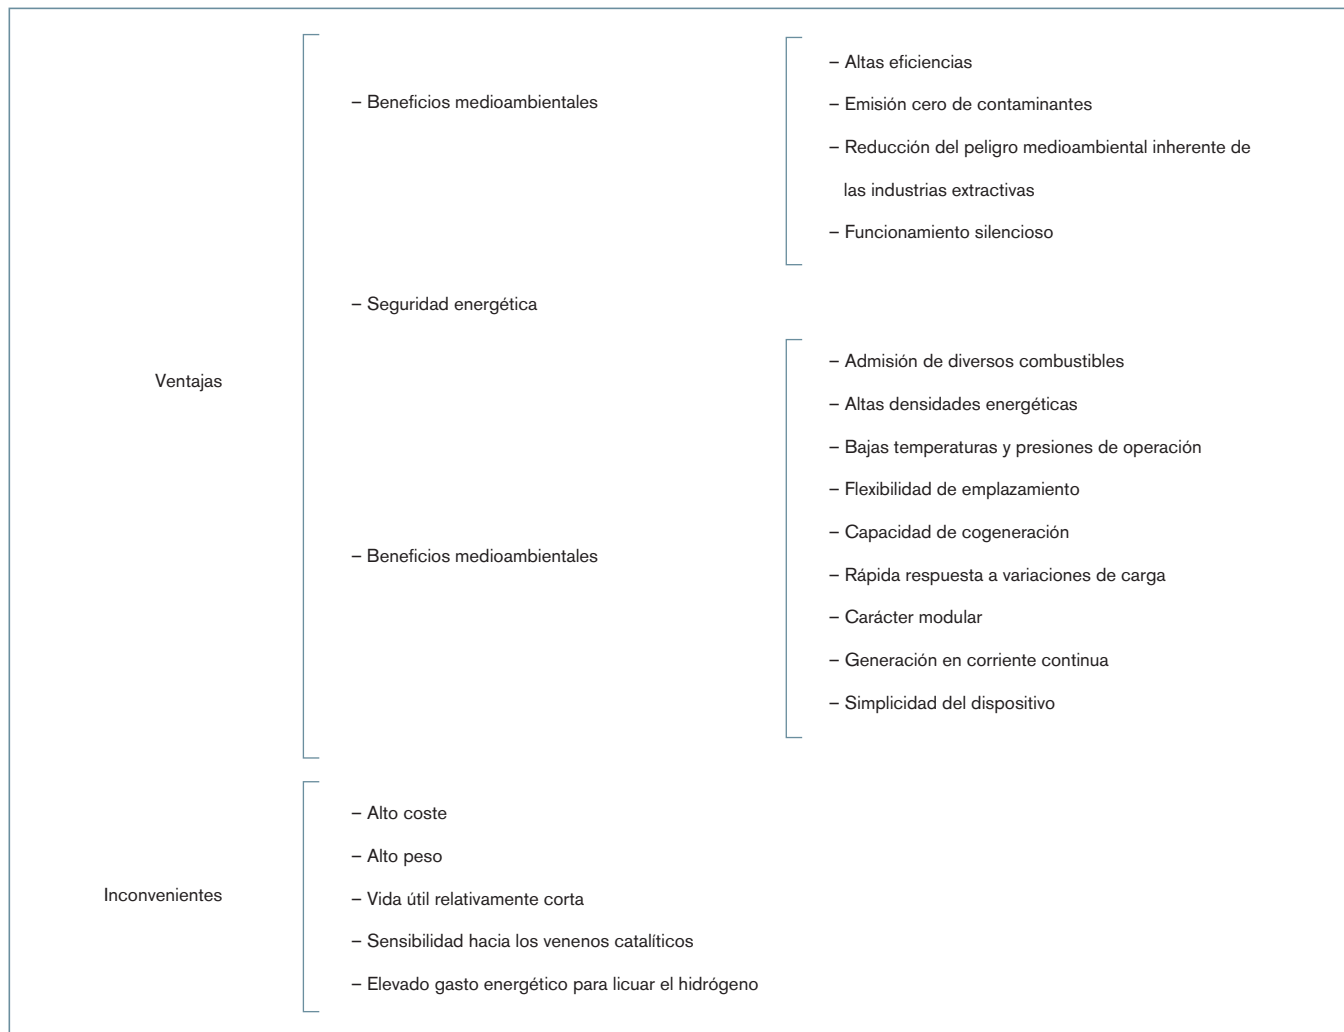 Ventajas
– Beneficios medioambientales
– Altas eficiencias
– Emisión cero de contaminantes
– Reducción del peligro medioambiental inherente de
las industrias extractivas
– Funcionamiento silencioso
– Seguridad energética
– Beneficios medioambientales
– Admisión de diversos combustibles
– Altas densidades energéticas
– Bajas temperaturas y presiones de operación
– Flexibilidad de emplazamiento
– Capacidad de cogeneración
– Rápida respuesta a variaciones de carga
– Carácter modular
– Generación en corriente continua
– Simplicidad del dispositivo
Inconvenientes
– Alto coste
– Alto peso
– Vida útil relativamente corta
– Sensibilidad hacia los venenos catalíticos
– Elevado gasto energético para licuar el hidrógeno